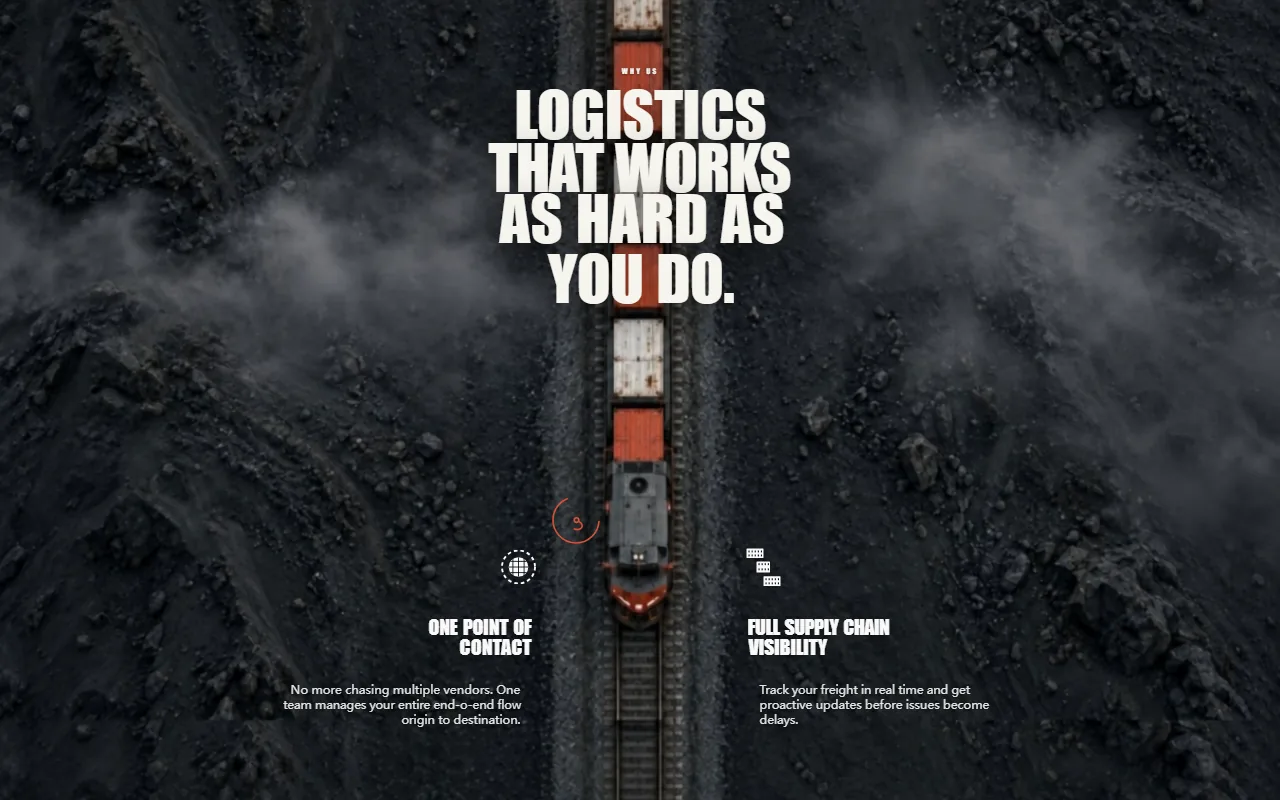 WHY US
LOGISTICS
THAT WORKS
AS HARD AS
YOU DO.
ONE POINT OF
CONTACT
No more chasing multiple vendors. One
team manages your entire end-o-end flow
origin to destination.
FULL SUPPLY CHAIN
VISIBILITY
Track your freight in real time and get
proactive updates before issues become
delays.